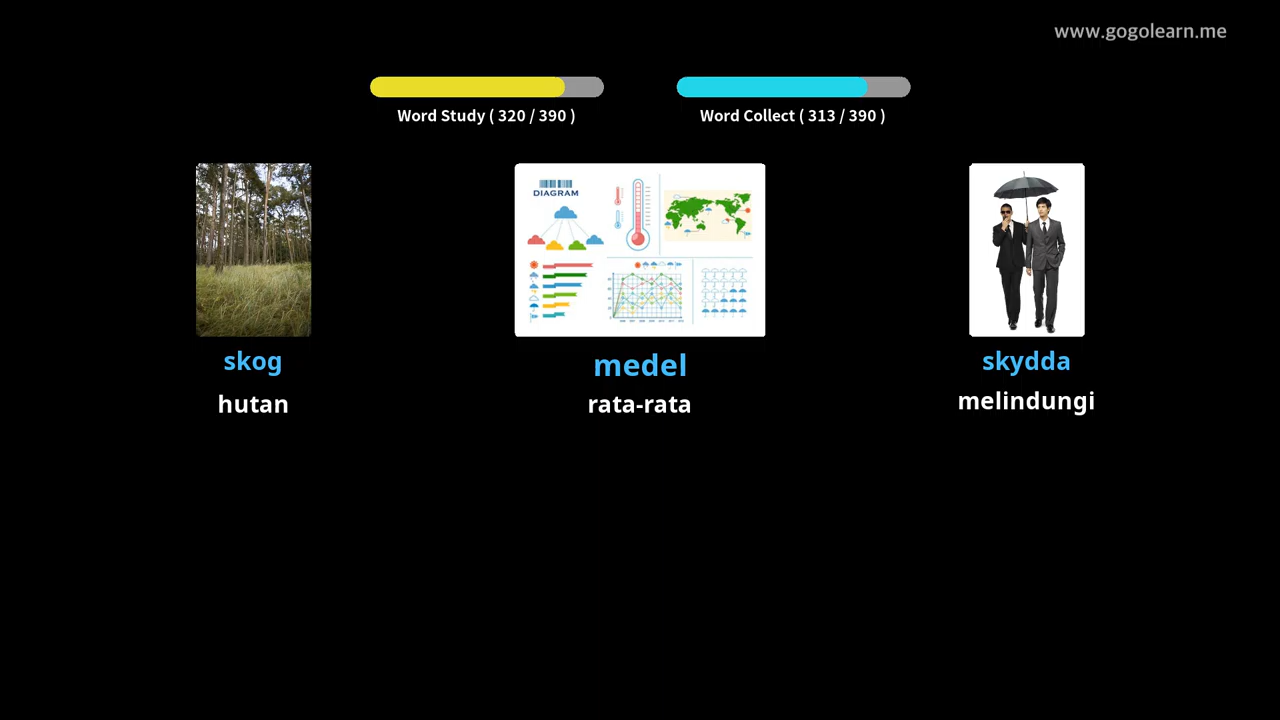 www.gogolearn.me
Word Study ( 320 / 390 )
Word Collect ( 313 / 390 )
DIAGRAM
skog
medel
skydda
hutan
rata-rata
melindungi